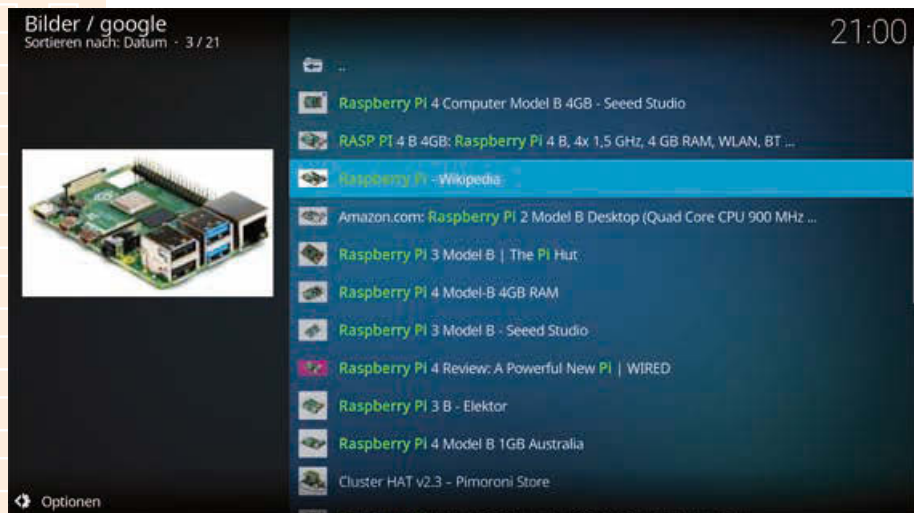 Bilder / google
Sortieren nach: Datum · 3 / 21
21:00
..
Raspberry Pi 4 Computer Model B 4GB - Seeed Studio
RASP PI 4 B 4GB: Raspberry Pi 4 B, 4x 1,5 GHz, 4 GB RAM, WLAN, BT ...
Raspberry Pi - Wikipedia
Amazon.com: Raspberry Pi 2 Model B Desktop (Quad Core CPU 900 MHz ...
Raspberry Pi 3 Model B | The Pi Hut
Raspberry Pi 4 Model-B 4GB RAM
Raspberry Pi 3 Model B - Seeed Studio
Raspberry Pi 4 Review: A Powerful New Pi | WIRED
Raspberry Pi 3 B - Elektor
Raspberry Pi 4 Model B 1GB Australia
Cluster HAT v2.3 – Pimoroni Store
Optionen